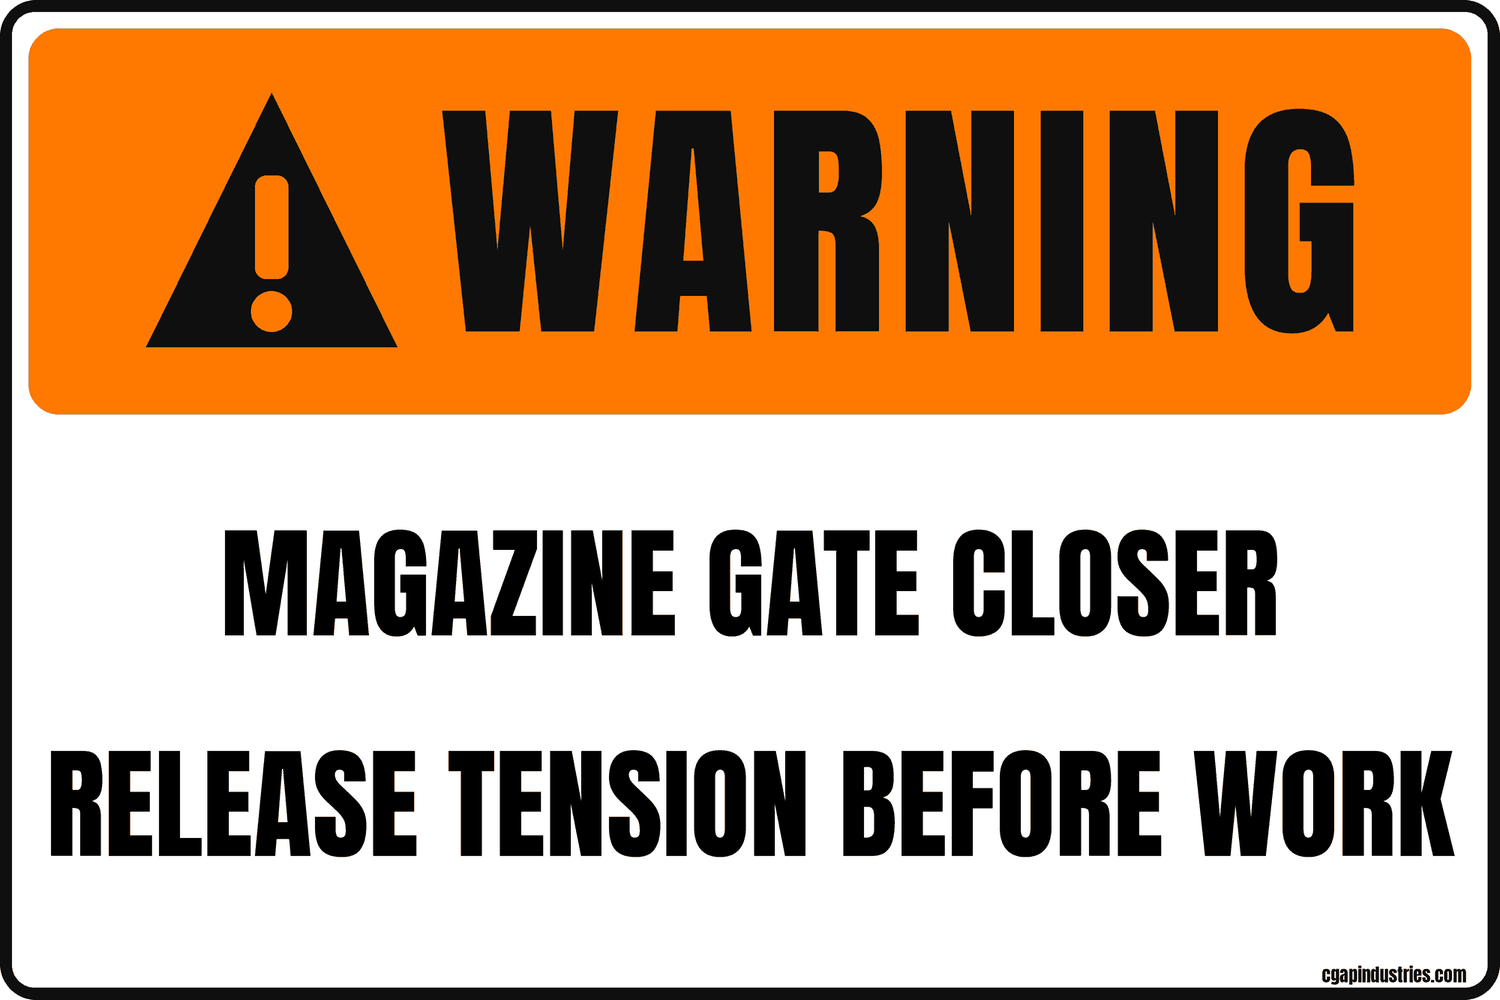 WARNING
MAGAZINE GATE CLOSER
RELEASE TENSION BEFORE WORK
cgapindustries.com